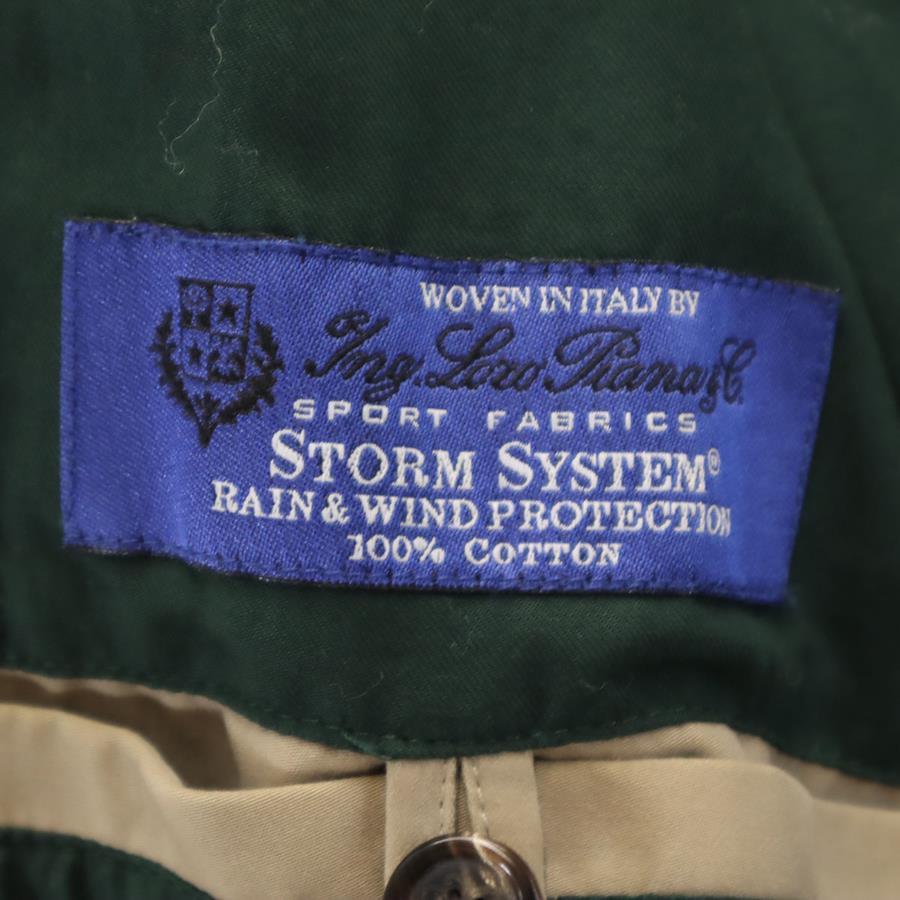 WOVEN IN ITALY BY
Ing. Loro Piana & C.
SPORT FABRICS
STORM SYSTEM®
RAIN & WIND PROTECTION
100% COTTON